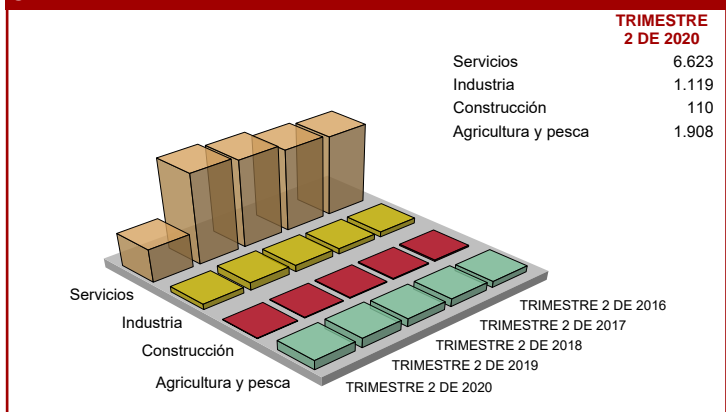 TRIMESTRE
2 DE 2020
Servicios 6.623
Industria 1.119
Construcción 110
Agricultura y pesca 1.908
Servicios
Industria
Construcción
Agricultura y pesca
TRIMESTRE 2 DE 2016
TRIMESTRE 2 DE 2017
TRIMESTRE 2 DE 2018
TRIMESTRE 2 DE 2019
TRIMESTRE 2 DE 2020